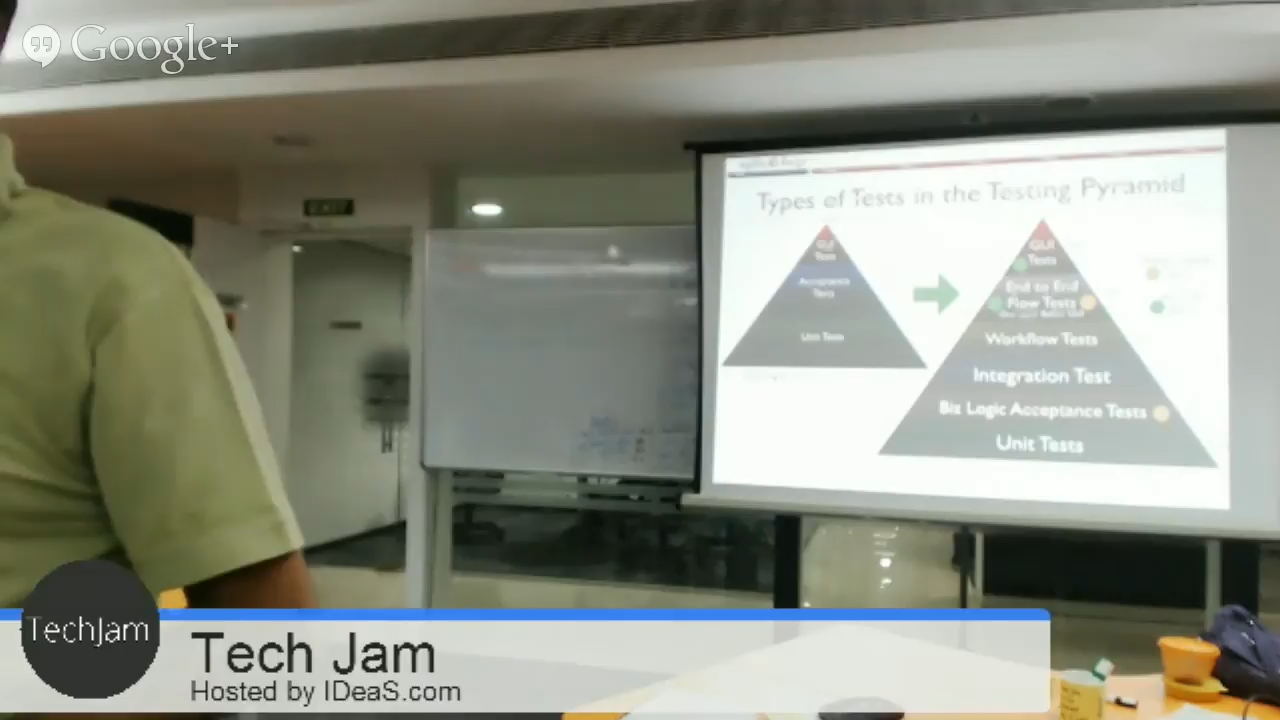 Google+
EXIT
Types of Tests in the Testing Pyramid
GUI
Tests
Acceptance
Tests
Unit Tests
GUI
Tests
End to End
Flow Tests
Workflow Tests
Integration Test
Biz Logic Acceptance Tests
Unit Tests
TechJam
Tech Jam
Hosted by IDeaS.com